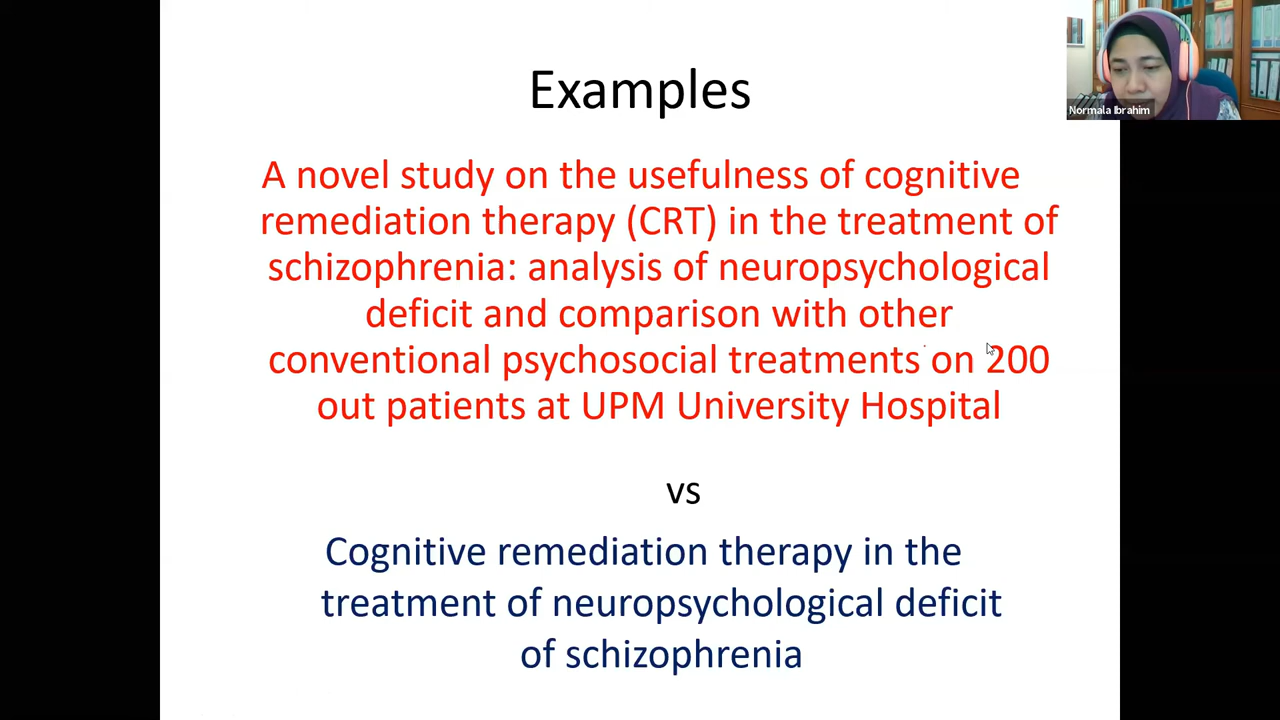 Examples
Normala Ibrahim
A novel study on the usefulness of cognitive
remediation therapy (CRT) in the treatment of
schizophrenia: analysis of neuropsychological
deficit and comparison with other
conventional psychosocial treatments on 200
out patients at UPM University Hospital
vs
Cognitive remediation therapy in the
treatment of neuropsychological deficit
of schizophrenia